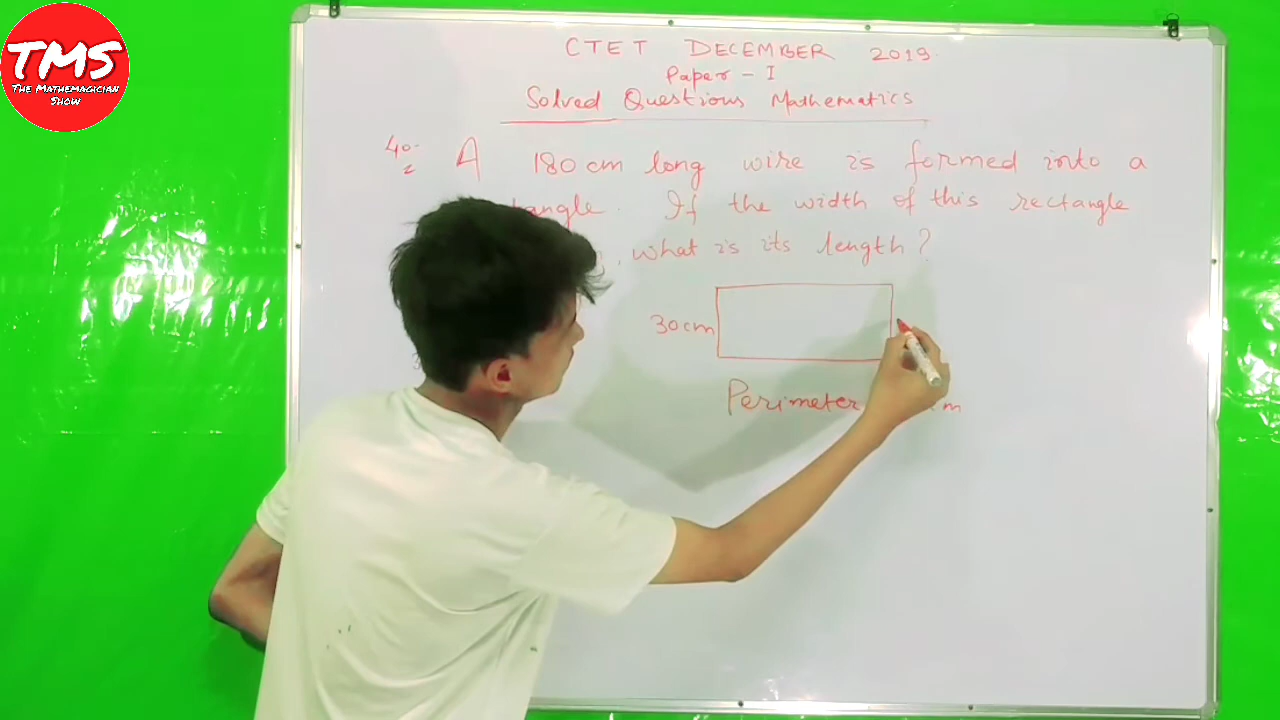 TMS
The Mathemagician
Show
CTET DECEMBER 2019
Paper - I
Solved Questions Mathematics
40. A 180 cm long wire is formed into a
tangle. If the width of this rectangle
, what is its length?
30cm
Perimeter
m